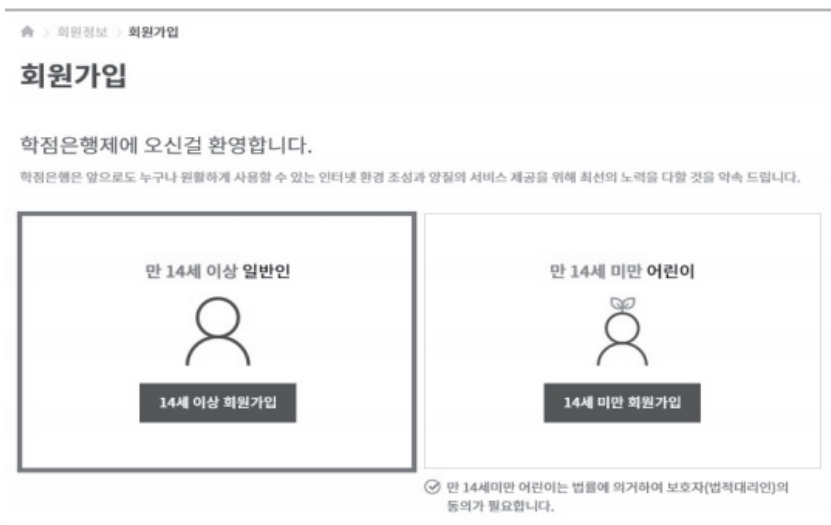 > 회원정보 > 회원가입
회원가입
학점은행제에 오신걸 환영합니다.
학점은행은 앞으로도 누구나 원활하게 사용할 수 있는 인터넷 환경 조성과 양질의 서비스 제공을 위해 최선의 노력을 다할 것을 약속 드립니다.
만 14세 이상 일반인
14세 이상 회원가입
만 14세 미만 어린이
14세 미만 회원가입
만 14세미만 어린이는 법률에 의거하여 보호자(법적대리인)의
동의가 필요합니다.